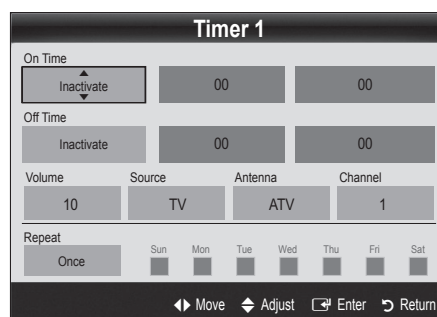 Timer 1
On Time
Inactivate 00 00
Off Time
Inactivate 00 00
Volume Source Antenna Channel
10 TV ATV 1
Repeat
Sun Mon Tue Wed Thu Fri Sat
Once
Move Adjust Enter Return